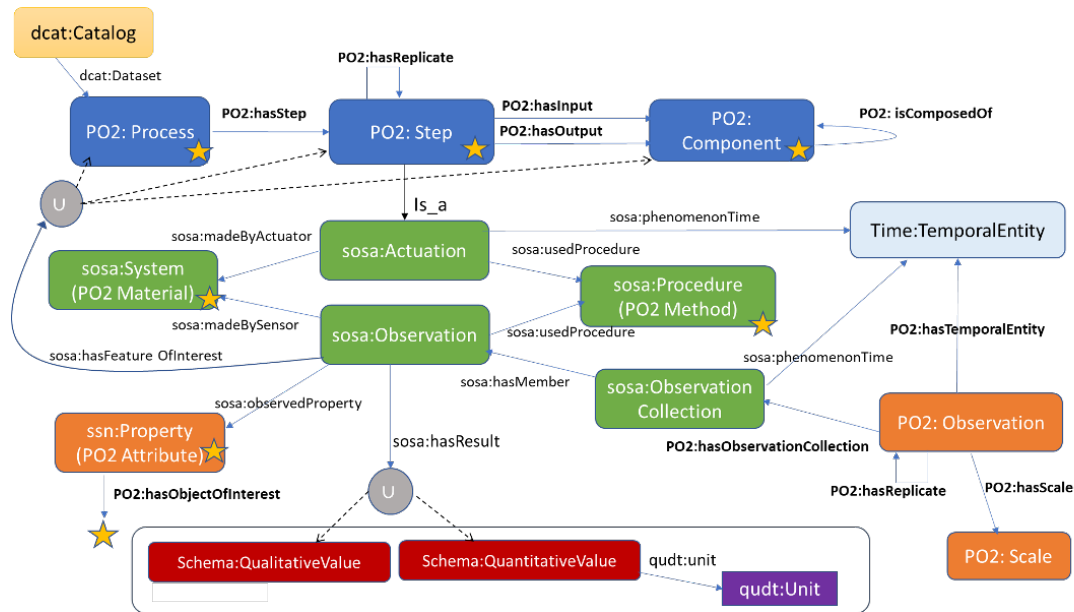 dcat:Catalog
dcat:Dataset
PO2:hasReplicate
PO2: Process
PO2:hasStep
PO2: Step
PO2:hasInput
PO2:hasOutput
PO2:
Component
PO2: isComposedOf
U
Is_a
sosa:phenomenonTime
sosa:madeByActuator
sosa:Actuation
sosa:usedProcedure
Time:TemporalEntity
sosa:System
(PO2 Material)
sosa:Procedure
(PO2 Method)
sosa:madeBySensor
sosa:Observation
sosa:usedProcedure
PO2:hasTemporalEntity
sosa:hasFeature OfInterest
sosa:phenomenonTime
sosa:hasMember
sosa:Observation
Collection
sosa:observedProperty
ssn:Property
(PO2 Attribute)
sosa:hasResult
PO2:hasObservationCollection
PO2: Observation
PO2:hasObjectOfInterest
U
PO2:hasReplicate
PO2:hasScale
Schema:QualitativeValue
Schema:QuantitativeValue
qudt:unit
qudt:Unit
PO2: Scale